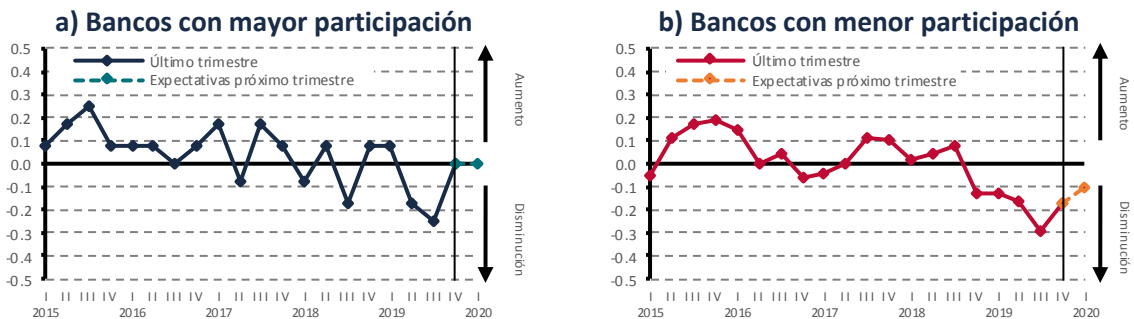 a) Bancos con mayor participación
0.5
0.4
0.3
0.2
0.1
0.0
-0.1
-0.2
-0.3
-0.4
-0.5
Último trimestre
Expectativas próximo trimestre
Aumento
Disminución
I II III IV I II III IV I II III IV I II III IV I II III IV I
2015 2016 2017 2018 2019 2020
b) Bancos con menor participación
0.5
0.4
0.3
0.2
0.1
0.0
-0.1
-0.2
-0.3
-0.4
-0.5
Último trimestre
Expectativas próximo trimestre
Aumento
Disminución
I II III IV I II III IV I II III IV I II III IV I II III IV I
2015 2016 2017 2018 2019 2020